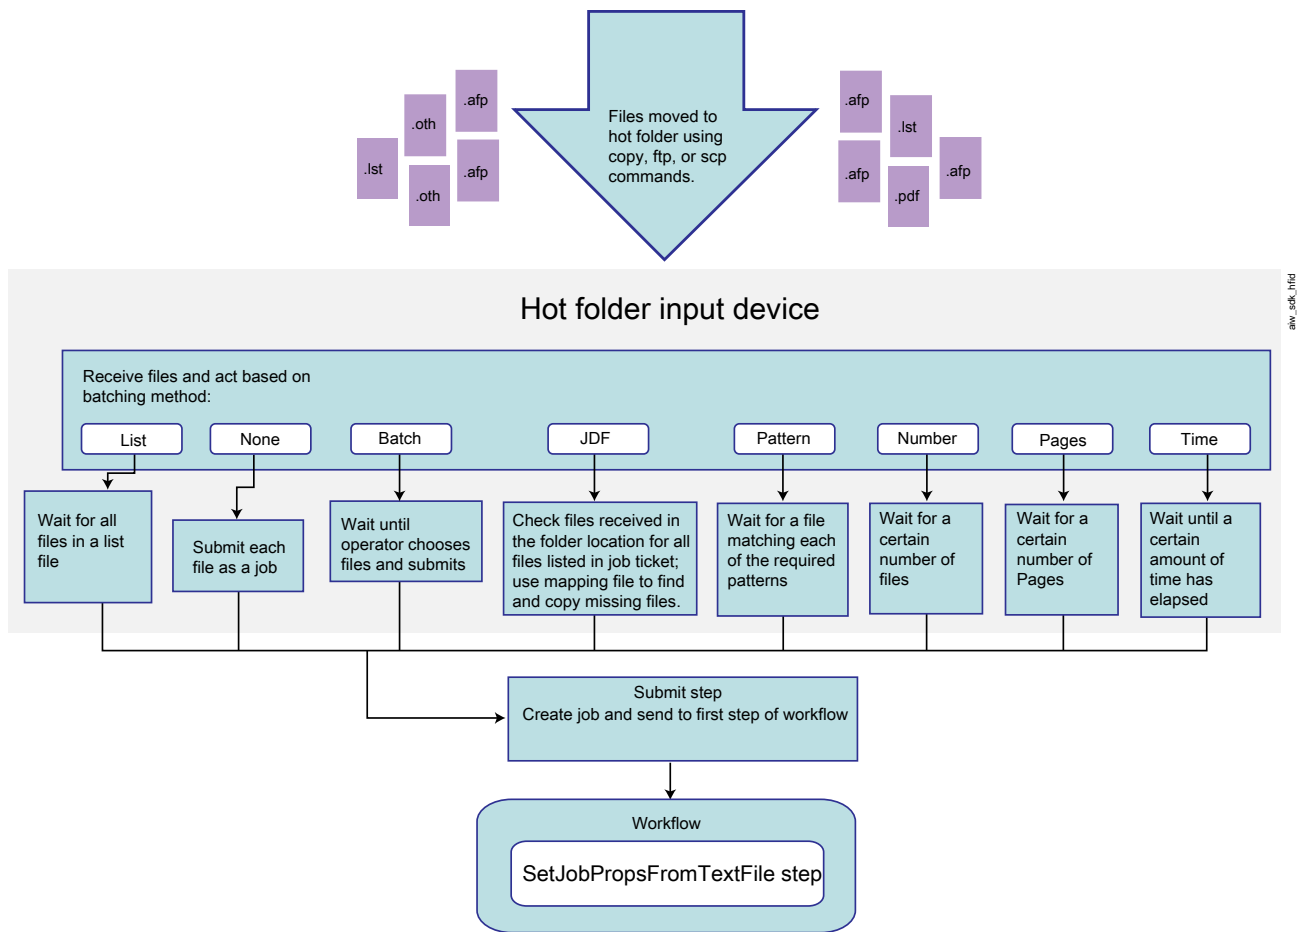 .afp
.oth
.lst
.afp
.oth
Files moved to
hot folder using
copy, ftp, or scp
commands.
.afp
.lst
.afp
.afp
.pdf
aiw_sdk_hfid
Hot folder input device
Receive files and act based on
batching method:
List
None
Batch
JDF
Pattern
Number
Pages
Time
Wait for all
files in a list
file
Submit each
file as a job
Wait until
operator chooses
files and submits
Check files received in
the folder location for all
files listed in job ticket;
use mapping file to find
and copy missing files.
Wait for a file
matching each
of the required
patterns
Wait for a
certain
number of
files
Wait for a
certain
number of
Pages
Wait until a
certain
amount of
time has
elapsed
Submit step
Create job and send to first step of workflow
Workflow
SetJobPropsFromTextFile step